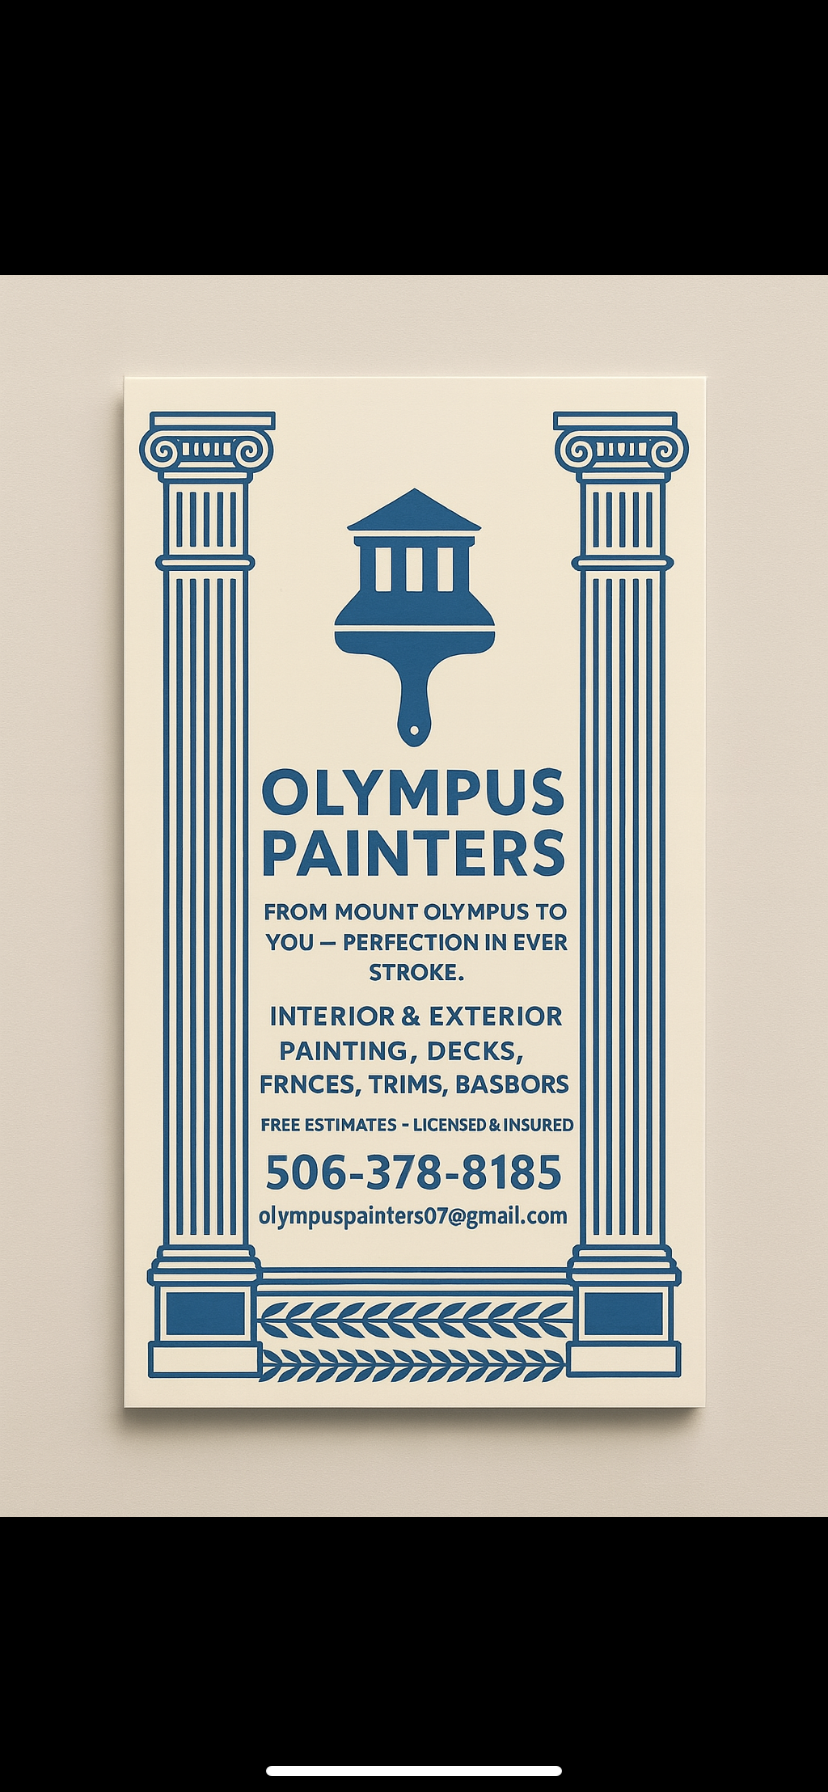 OLYMPUS
PAINTERS
FROM MOUNT OLYMPUS TO
YOU — PERFECTION IN EVER
STROKE.
INTERIOR & EXTERIOR
PAINTING, DECKS,
FRNCES, TRIMS, BASBORS
FREE ESTIMATES - LICENSED & INSURED
506-378-8185
olympuspainters07@gmail.com